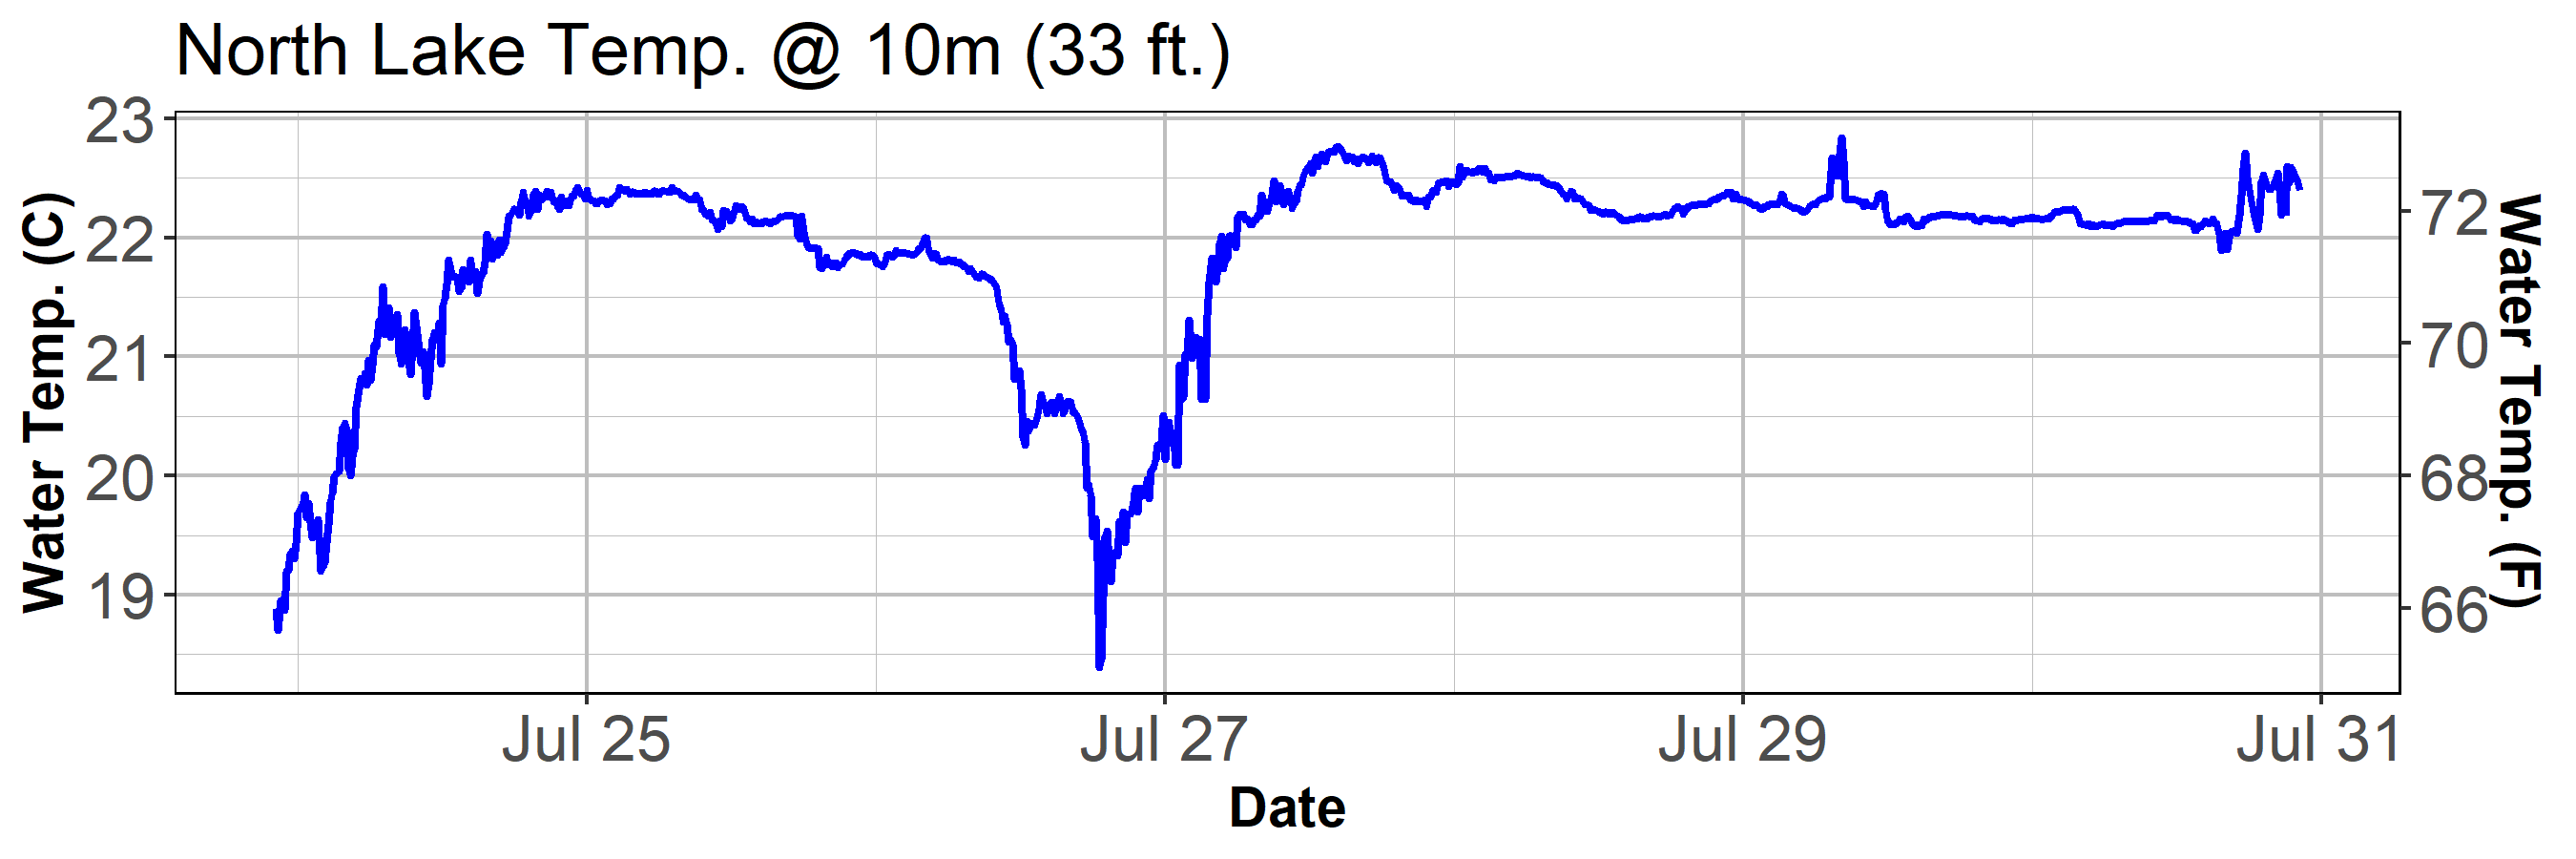 North Lake Temp. @ 10m (33 ft.)
Water Temp. (C)
23
22
21
20
19
72
70
68
66
Water Temp. (F)
Jul 25 Jul 27 Jul 29 Jul 31
Date